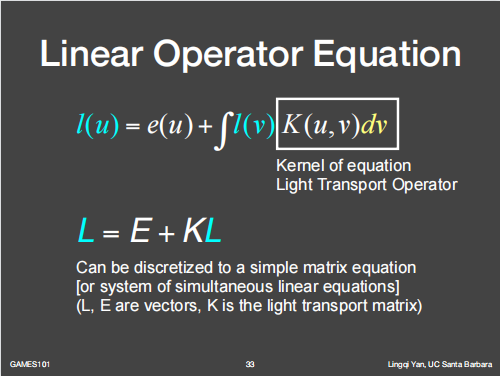 Linear Operator Equation
l(u) = e(u) + ∫ l(v) K(u,v)dv
Kernel of equation
Light Transport Operator
L = E + KL
Can be discretized to a simple matrix equation
[or system of simultaneous linear equations]
(L, E are vectors, K is the light transport matrix)
GAMES101
33
Lingqi Yan, UC Santa Barbara